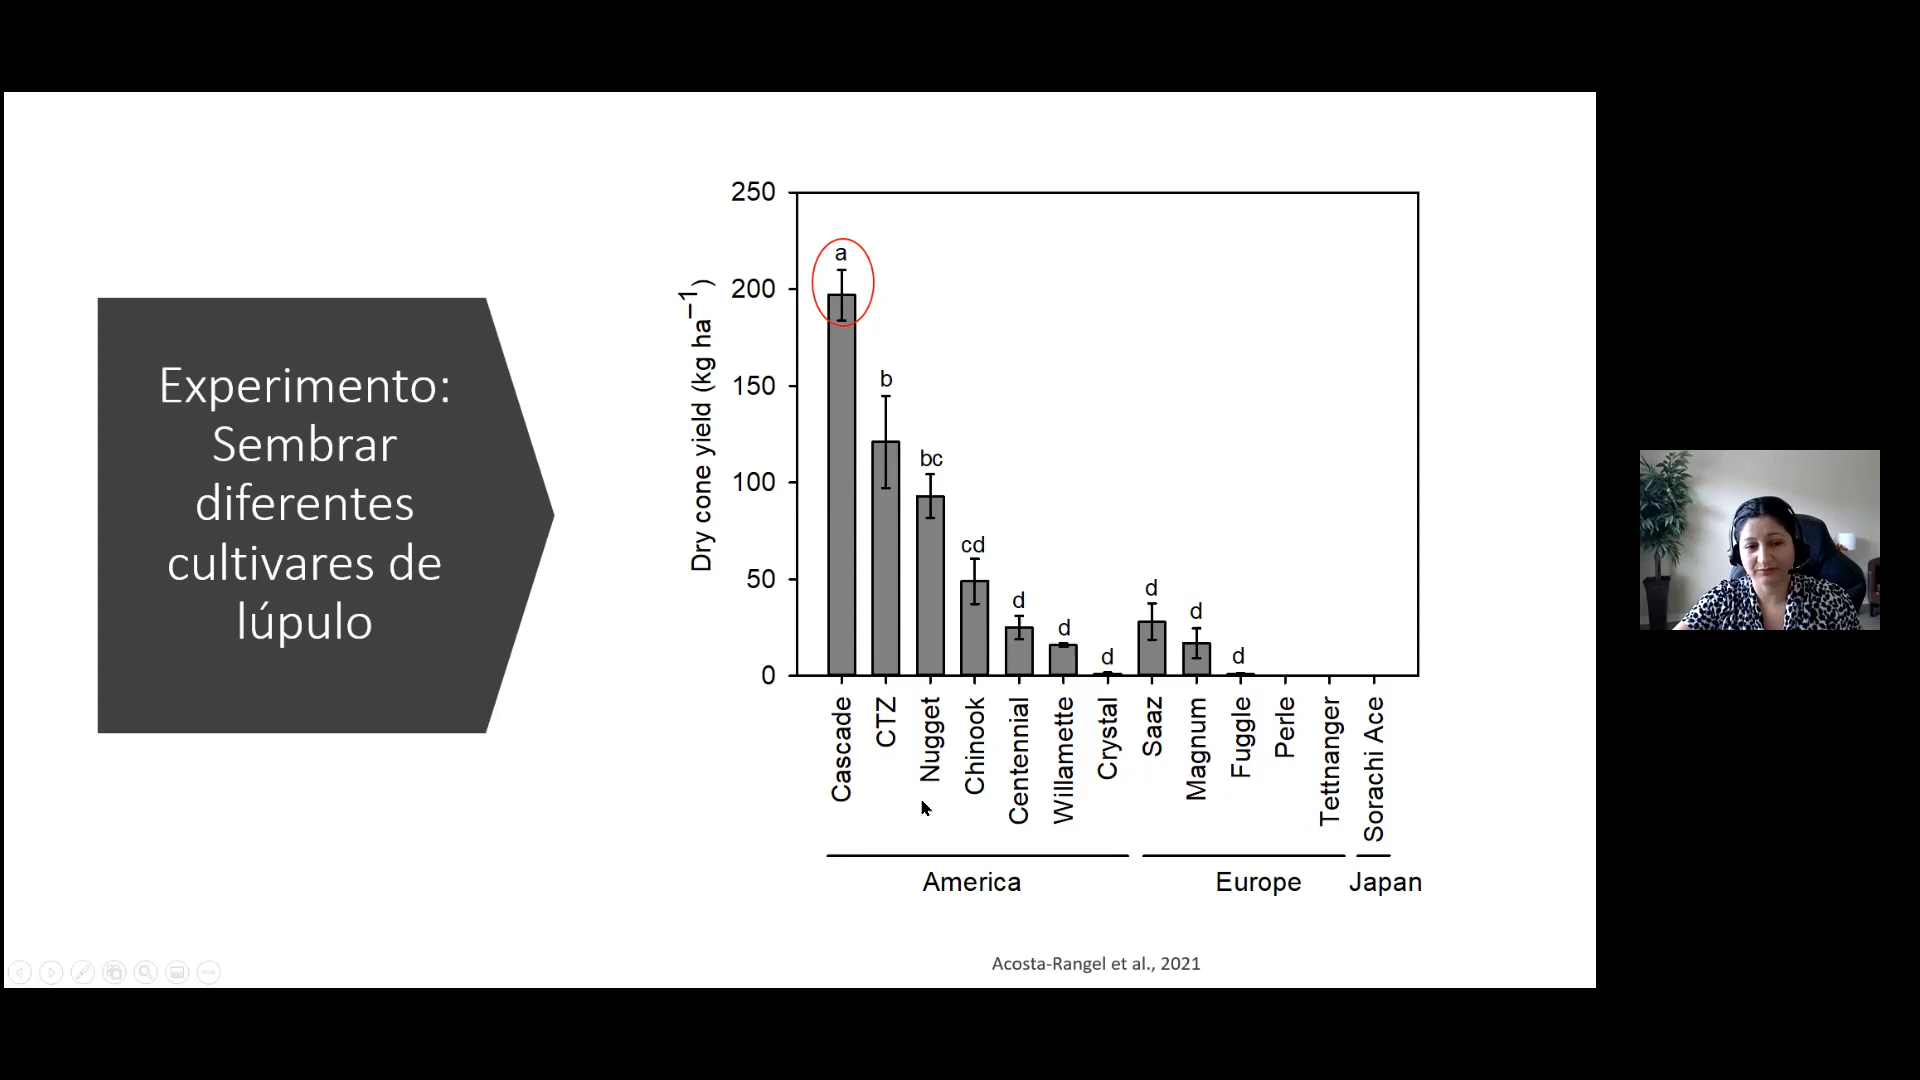 Experimento:
Sembrar
diferentes
cultivares de
lúpulo
Dry cone yield (kg ha⁻¹)
250
200
150
100
50
0
a
b
bc
cd
d
d
d
d
d
d
Cascade
CTZ
Nugget
Chinook
Centennial
Willamette
Crystal
Saaz
Magnum
Fuggle
Perle
Tettnanger
Sorachi Ace
America
Europe
Japan
Acosta-Rangel et al., 2021